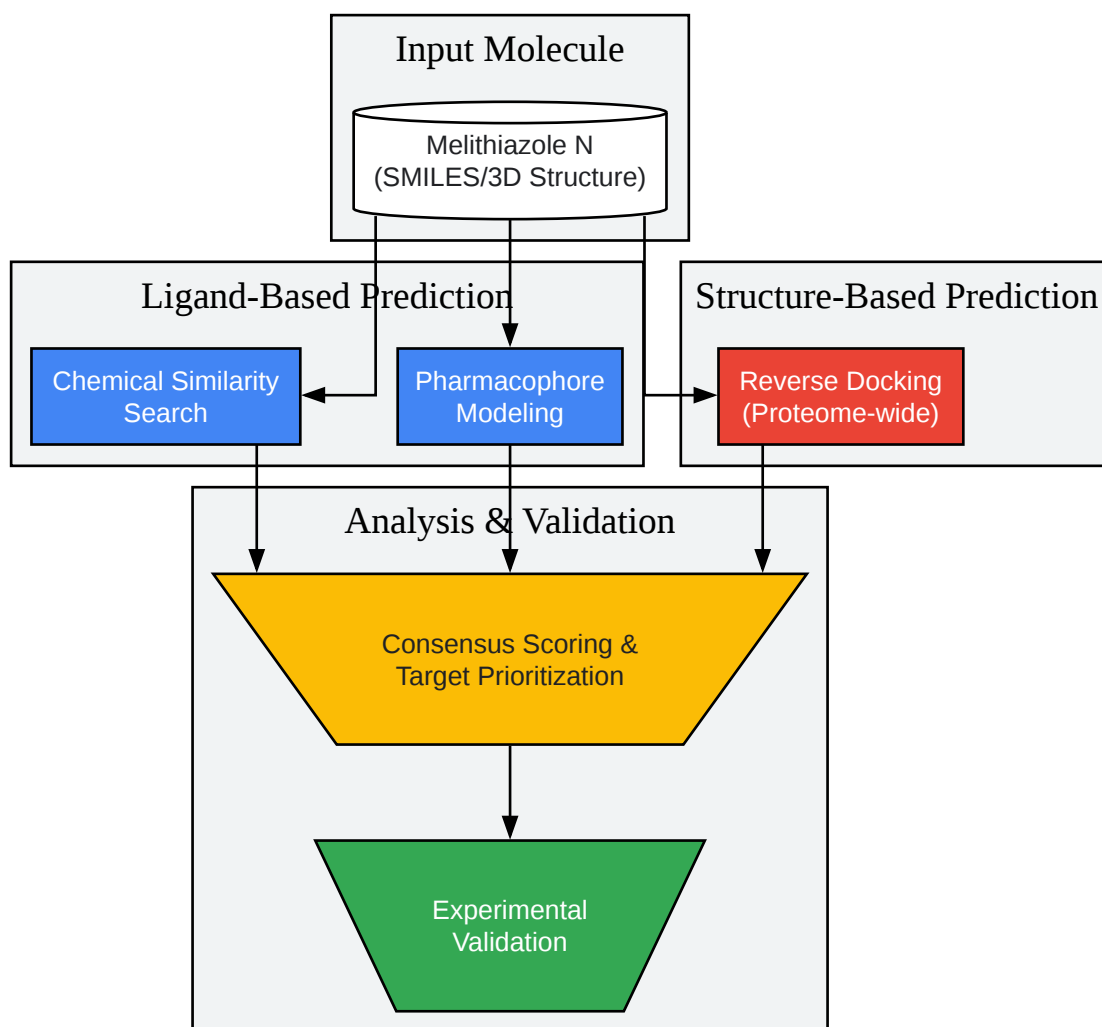 Input Molecule
Melithiazole N
(SMILES/3D Structure)
Ligand-Based Prediction
Structure-Based Prediction
Chemical Similarity
Search
Pharmacophore
Modeling
Reverse Docking
(Proteome-wide)
Analysis & Validation
Consensus Scoring &
Target Prioritization
Experimental
Validation